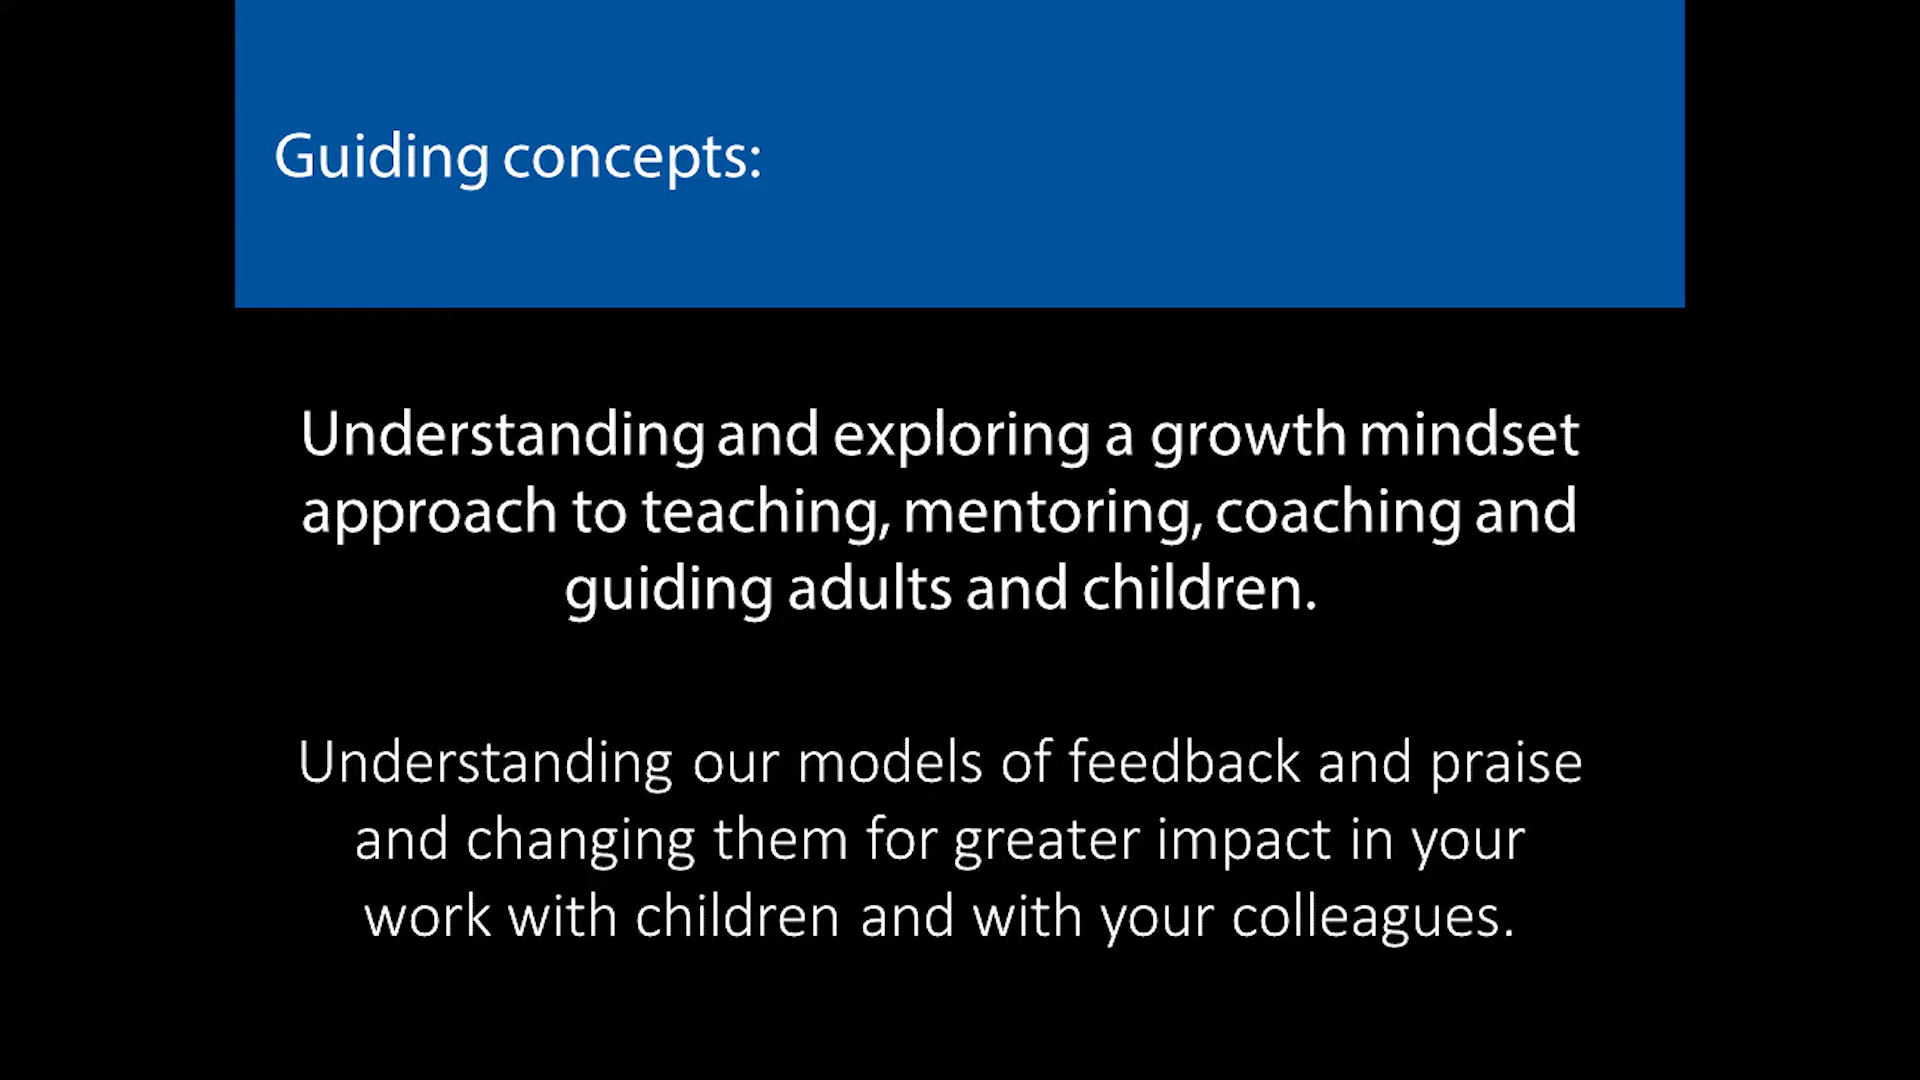 Guiding concepts:
Understanding and exploring a growth mindset
approach to teaching, mentoring, coaching and
guiding adults and children.
Understanding our models of feedback and praise
and changing them for greater impact in your
work with children and with your colleagues.